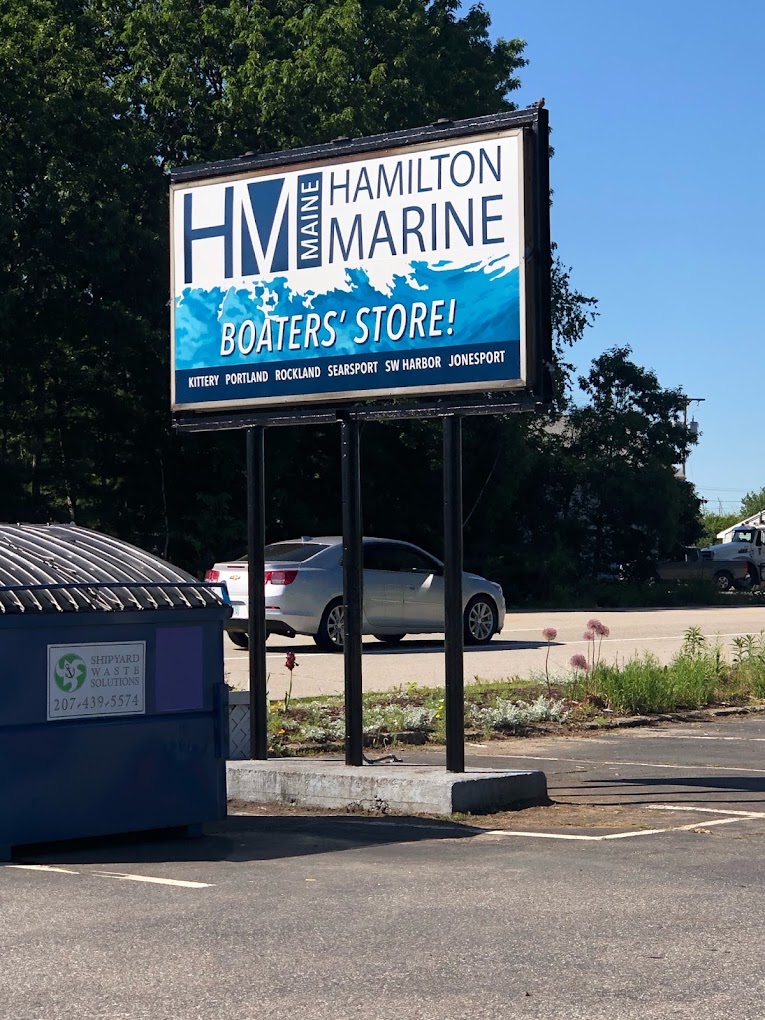 HM MAINE HAMILTON
MARINE
BOATERS' STORE!
KITTERY PORTLAND ROCKLAND SEARSPORT SW HARBOR JONESPORT
SHIPYARD
WASTE
SOLUTIONS
207-439-5574